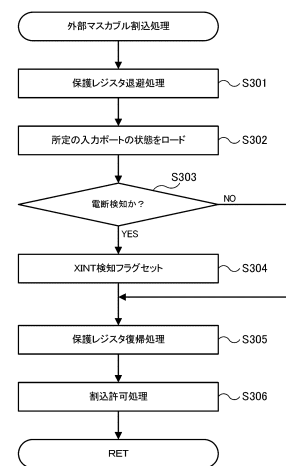 外部マスカブル割込処理
保護レジスタ退避処理
S301
所定の入力ポートの状態をロード
S302
S303
電断検知か？
NO
YES
XINT検知フラグセット
S304
保護レジスタ復帰処理
S305
割込許可処理
S306
RET